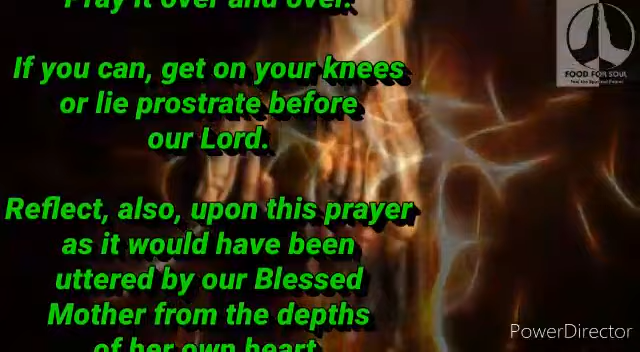 Pray it over and over.
If you can, get on your knees
or lie prostrate before
our Lord.
Reflect, also, upon this prayer
as it would have been
uttered by our Blessed
Mother from the depths
of her own heart
FOOD FOR SOUL
PowerDirector